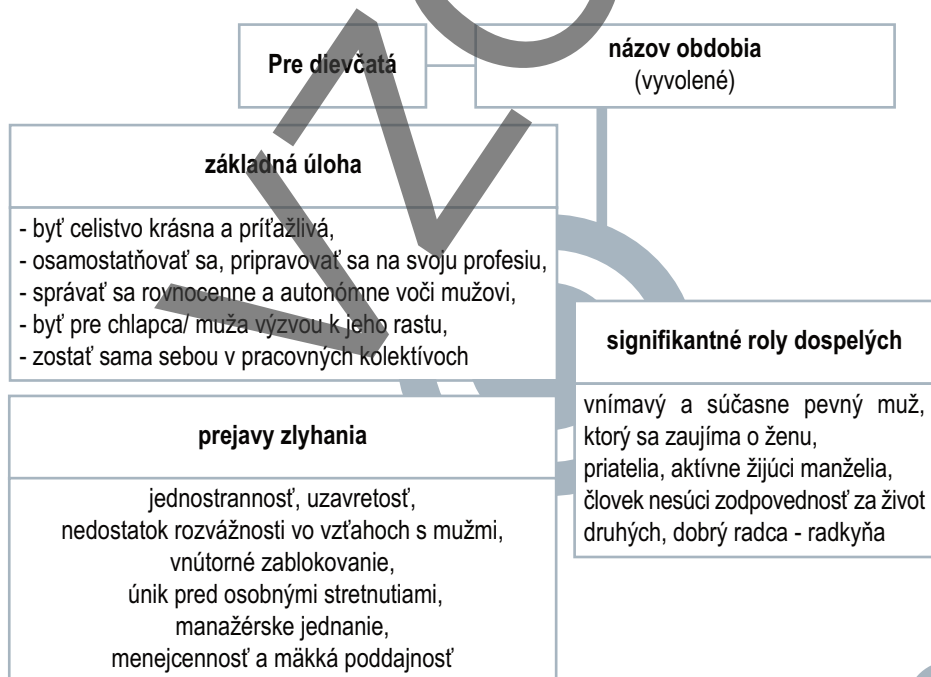 Pre dievčatá
názov obdobia
(vyvolené)
základná úloha
- byť celistvo krásna a príťažlivá,
- osamostatňovať sa, pripravovať sa na svoju profesiu,
- správať sa rovnocenne a autonómne voči mužovi,
- byť pre chlapca/ muža výzvou k jeho rastu,
- zostať sama sebou v pracovných kolektívoch
signifikantné roly dospelých
vnímavý a súčasne pevný muž,
ktorý sa zaujíma o ženu,
priatelia, aktívne žijúci manželia,
človek nesúci zodpovednosť za život
druhých, dobrý radca - radkyňa
prejavy zlyhania
jednostrannosť, uzavretosť,
nedostatok rozvážnosti vo vzťahoch s mužmi,
vnútorné zablokovanie,
únik pred osobnými stretnutiami,
manažérske jednanie,
menejcennosť a mäkká poddajnosť